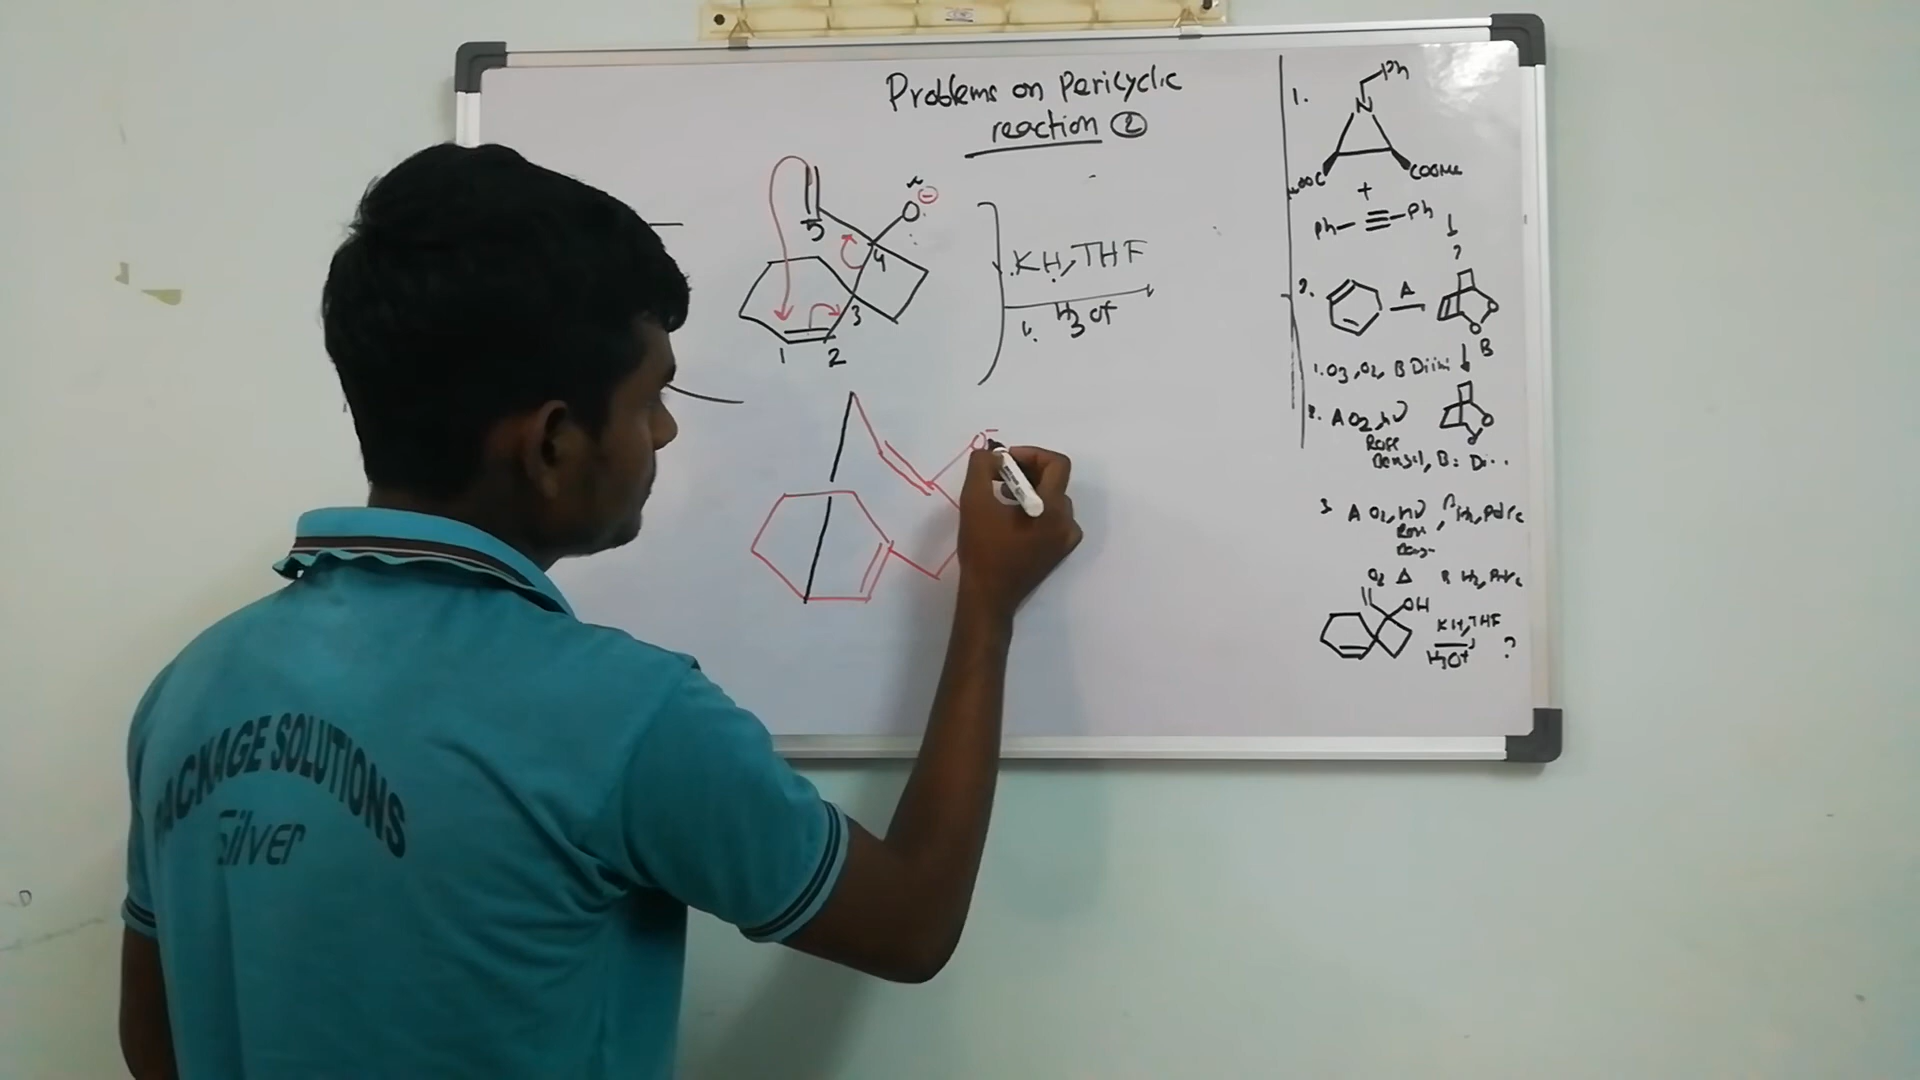 Problems on Pericyclic
reaction ②
5
O
⊖
4
3
1 2
KH, THF
H3O+
O-
1.
Ph
N
COOMe
+
Ph ≡ Ph
?
2.
Δ
O
B
1. O3, O2, B Diimi
2. A O2, hν
Rose
Bengal, B: Di...
3 A O2, hν, H2, Pd/c
Rose
O2 Δ H2, Pd/c
OH
KH, THF
H3O+ ?
PACKAGE SOLUTIONS
Silver